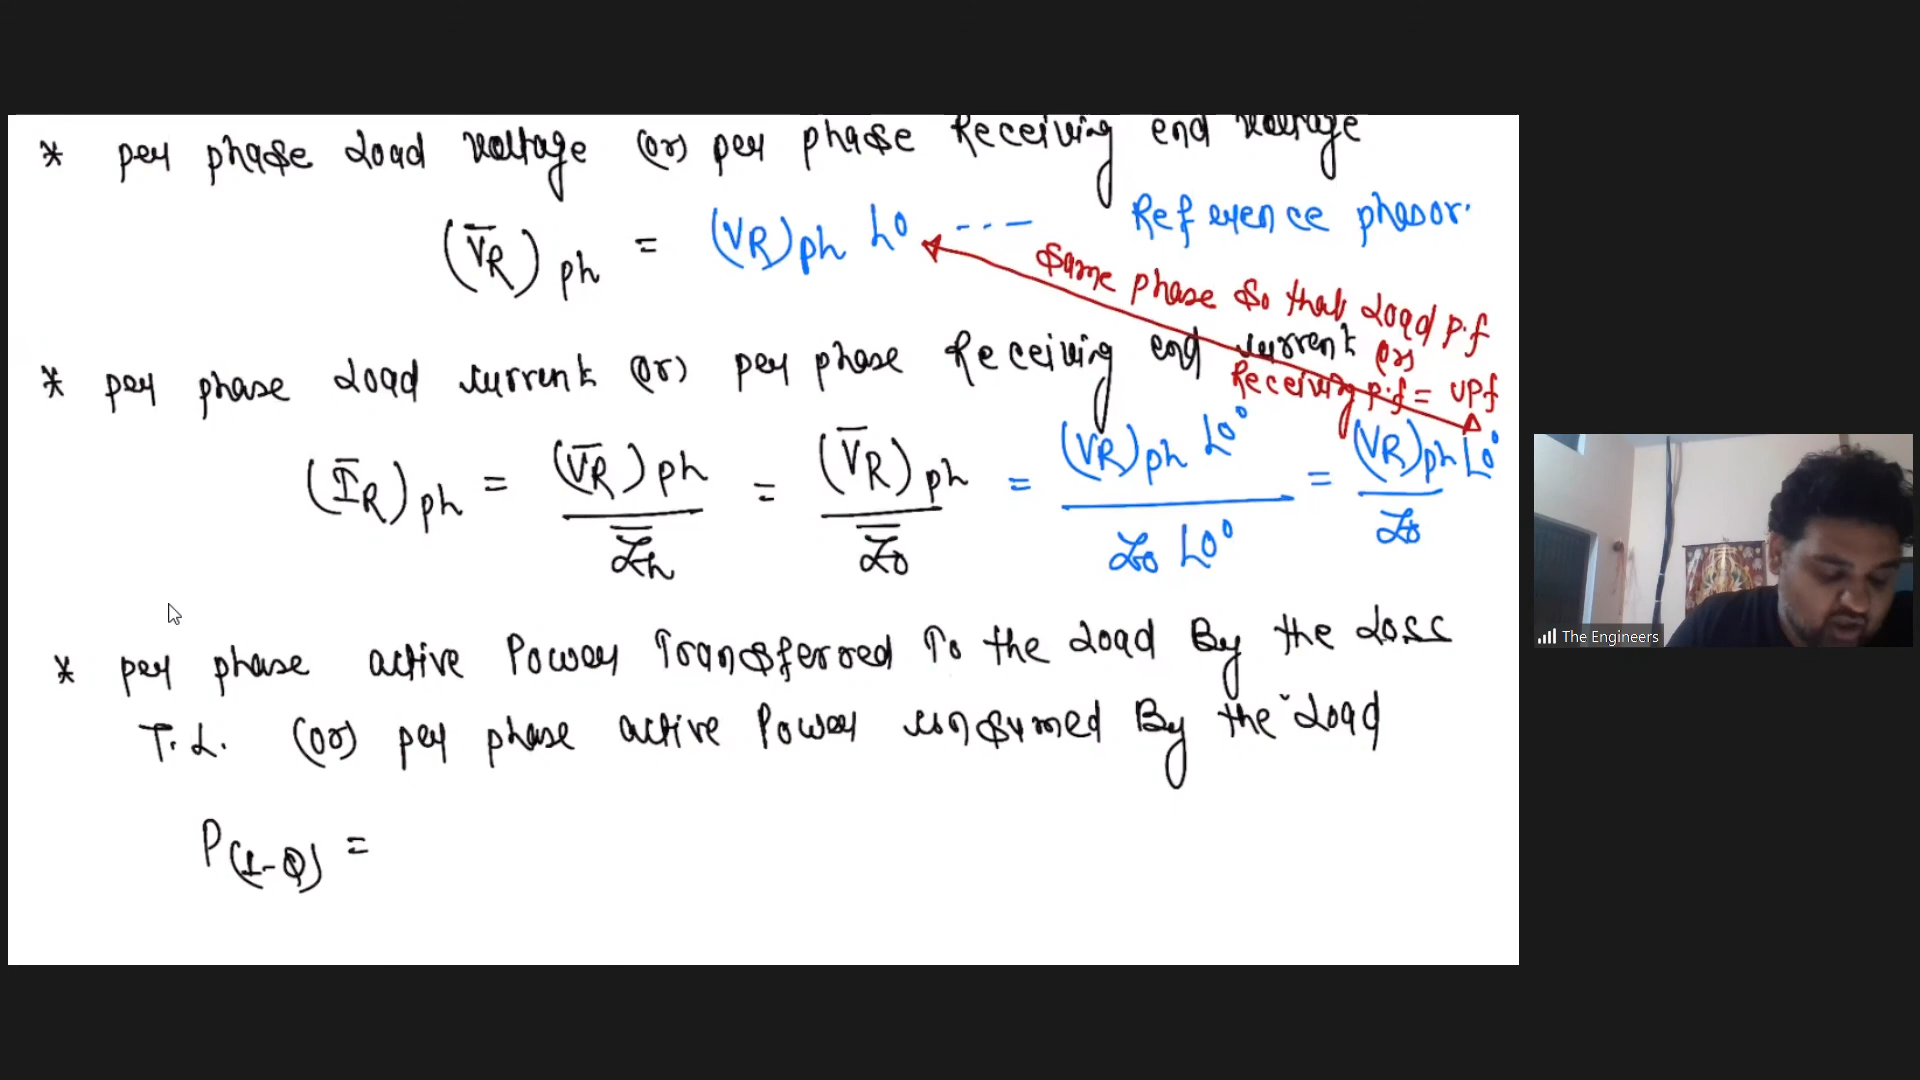 * per phase Load voltage (or) per phase Receiving end voltage
(V̅R)ph = (VR)ph ∠0 --- Reference phasor.
same phase so that Load p.f
(or)
Receiving p.f = UPf
* per phase Load current (or) per phase Receiving end current
(I̅R)ph = (V̅R)ph / Z̅L = (V̅R)ph / Z̅0 = (VR)ph ∠0° / Z0 ∠0° = (VR)ph ∠0° / Z0
* per phase active Power Transferred To the Load By the Loss
T.L. (or) per phase active Power consumed By the Load
P(1-Φ) =
The Engineers